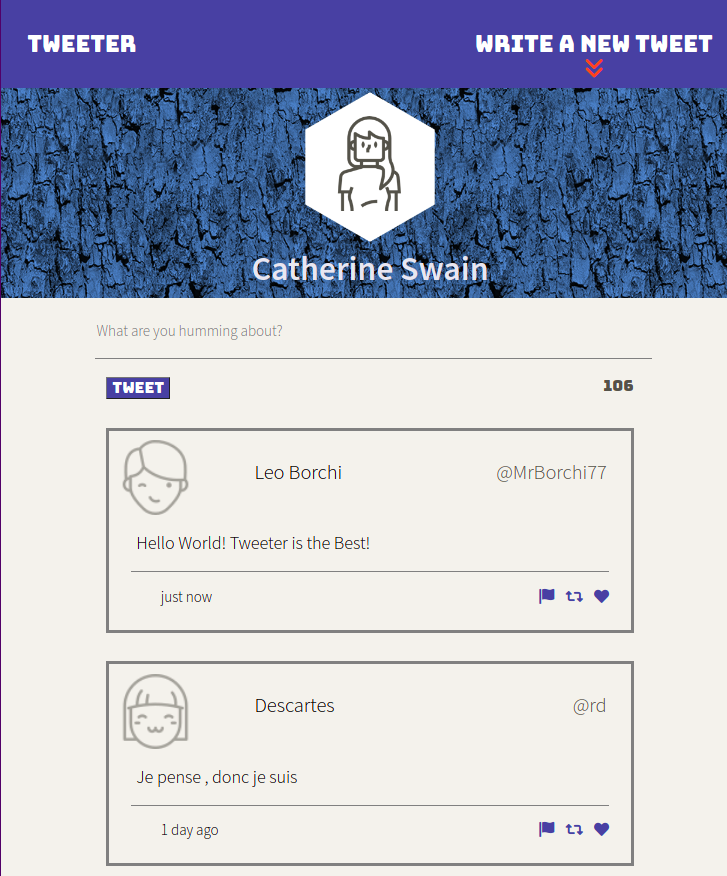 TWEETER
WRITE A NEW TWEET
Catherine Swain
What are you humming about?
TWEET
106
Leo Borchi
@MrBorchi77
Hello World! Tweeter is the Best!
just now
Descartes
@rd
Je pense , donc je suis
1 day ago